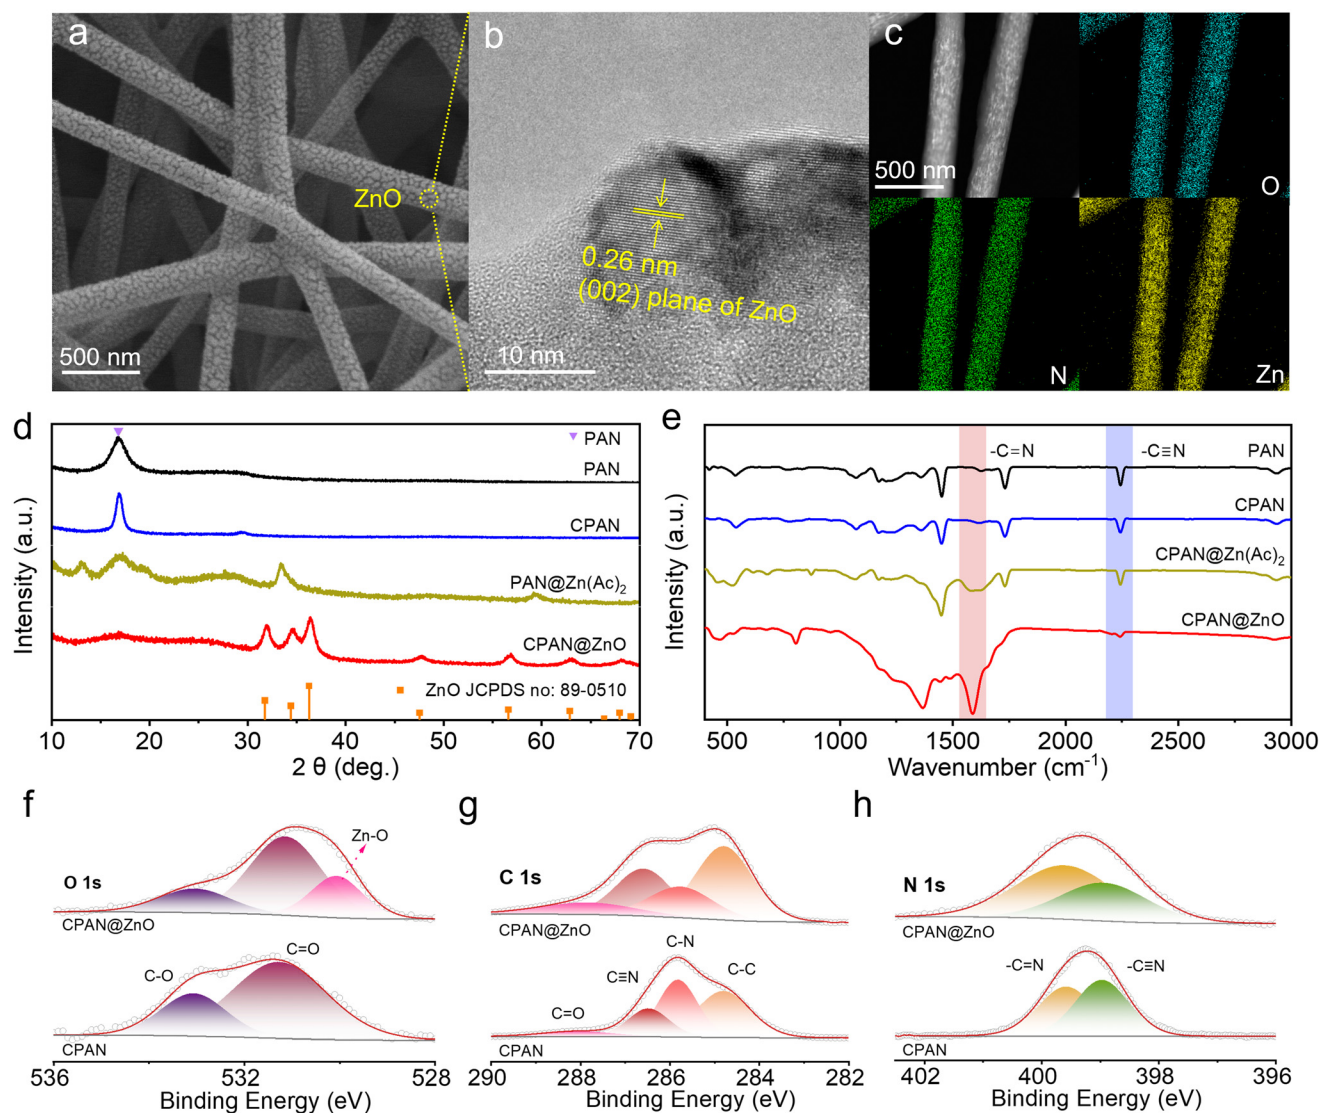 a
ZnO
500 nm
b
0.26 nm
(002) plane of ZnO
10 nm
c
500 nm
O
N
Zn
d
PAN
PAN
CPAN
PAN@Zn(Ac)₂
CPAN@ZnO
ZnO JCPDS no: 89-0510
Intensity (a.u.)
10 20 30 40 50 60 70
2 θ (deg.)
e
-C=N
-C≡N
PAN
CPAN
CPAN@Zn(Ac)₂
CPAN@ZnO
Intensity (a.u.)
500 1000 1500 2000 2500 3000
Wavenumber (cm⁻¹)
f
Zn-O
O 1s
CPAN@ZnO
C-O
C=O
CPAN
536 532 528
Binding Energy (eV)
g
C 1s
CPAN@ZnO
C-N
C≡N
C-C
C=O
CPAN
290 288 286 284 282
Binding Energy (eV)
h
N 1s
CPAN@ZnO
-C=N
-C≡N
CPAN
402 400 398 396
Binding Energy (eV)